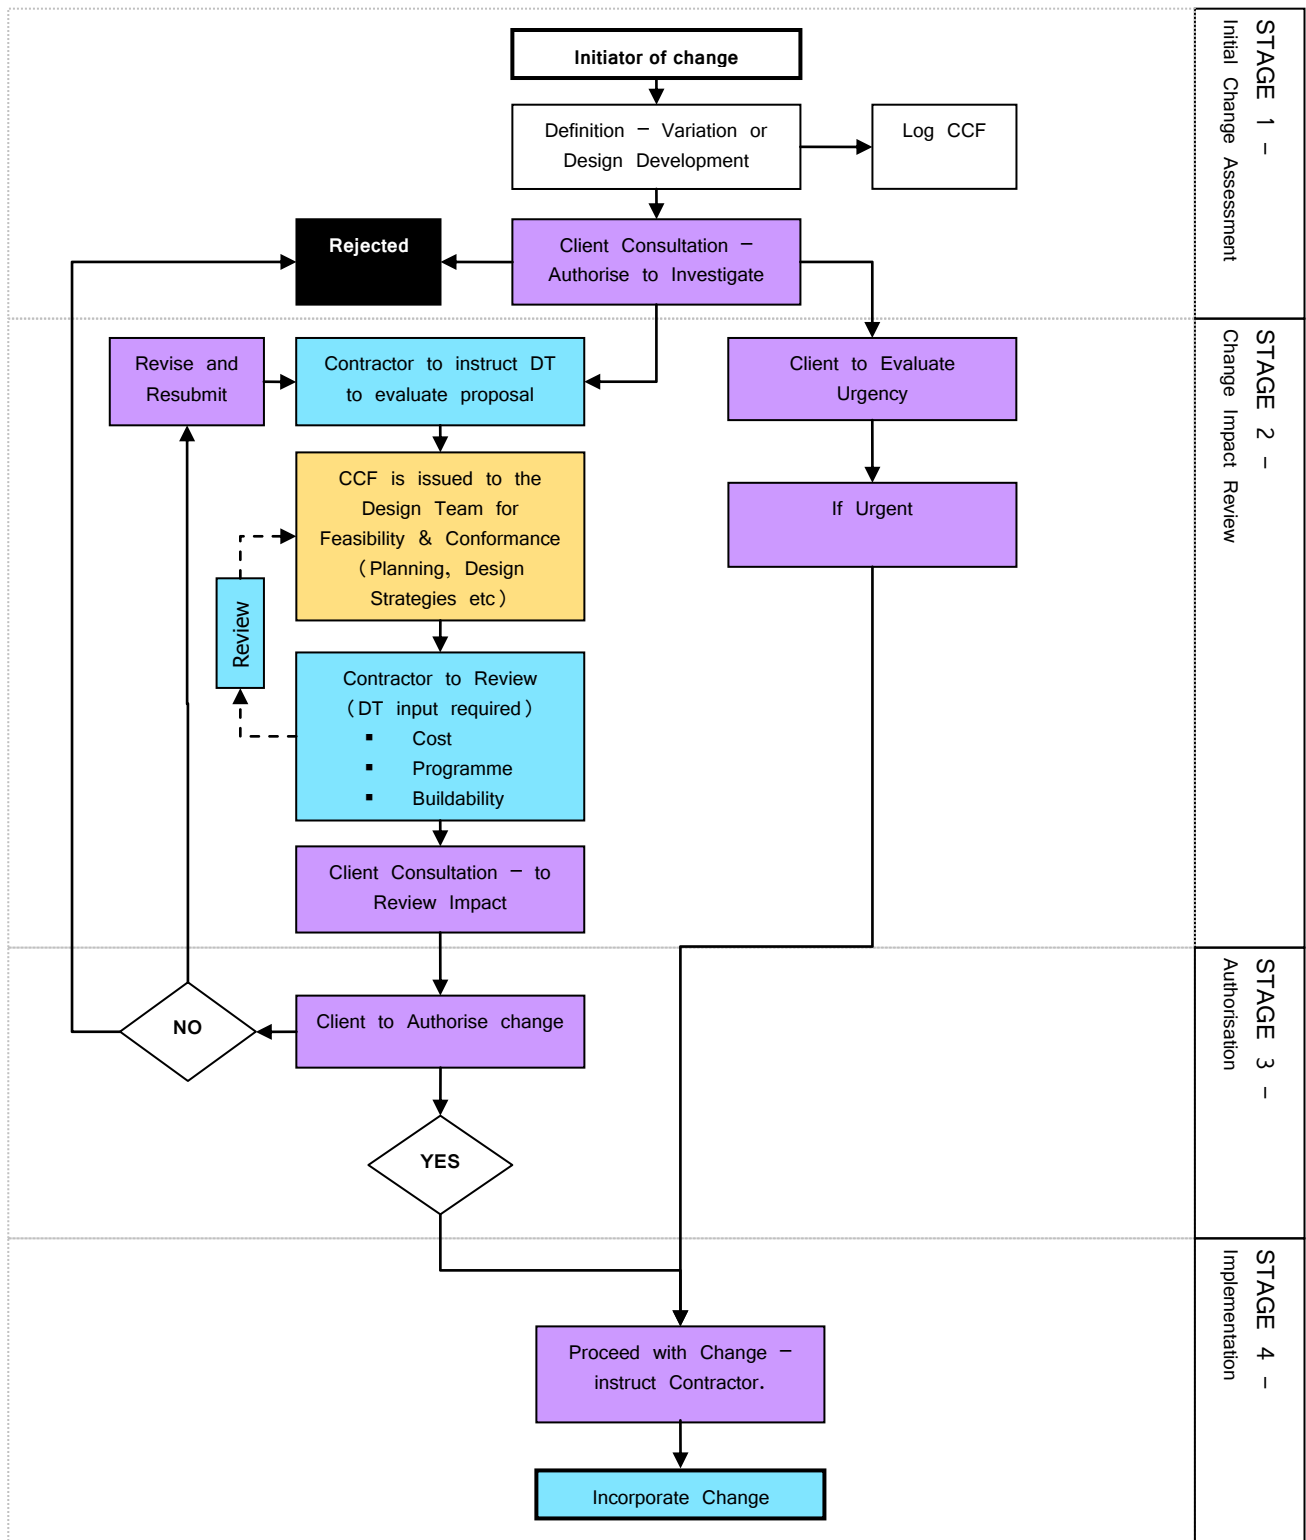 STAGE 1 –
Initial Change Assessment
Initiator of change
Definition – Variation or
Design Development
Log CCF
Rejected
Client Consultation –
Authorise to Investigate
STAGE 2 –
Change Impact Review
Revise and
Resubmit
Contractor to instruct DT
to evaluate proposal
Client to Evaluate
Urgency
CCF is issued to the
Design Team for
Feasibility & Conformance
(Planning, Design
Strategies etc)
If Urgent
Review
Contractor to Review
(DT input required)
▪ Cost
▪ Programme
▪ Buildability
Client Consultation – to
Review Impact
STAGE 3 –
Authorisation
NO
Client to Authorise change
YES
STAGE 4 –
Implementation
Proceed with Change –
instruct Contractor.
Incorporate Change